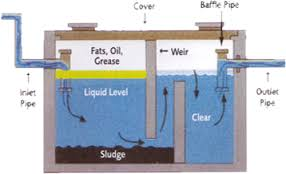 Cover
Baffle Pipe
Fats, Oil,
Grease
Weir
Inlet
Pipe
Liquid Level
Clear
Outlet
Pipe
Sludge